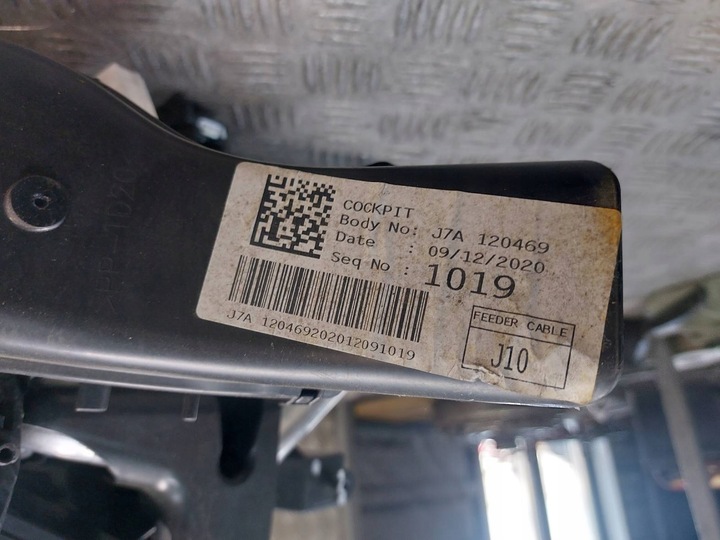 COCKPIT
Body No: J7A 120469
Date : 09/12/2020
Seq No : 1019
J7A 120469202012091019
FEEDER CABLE
J10